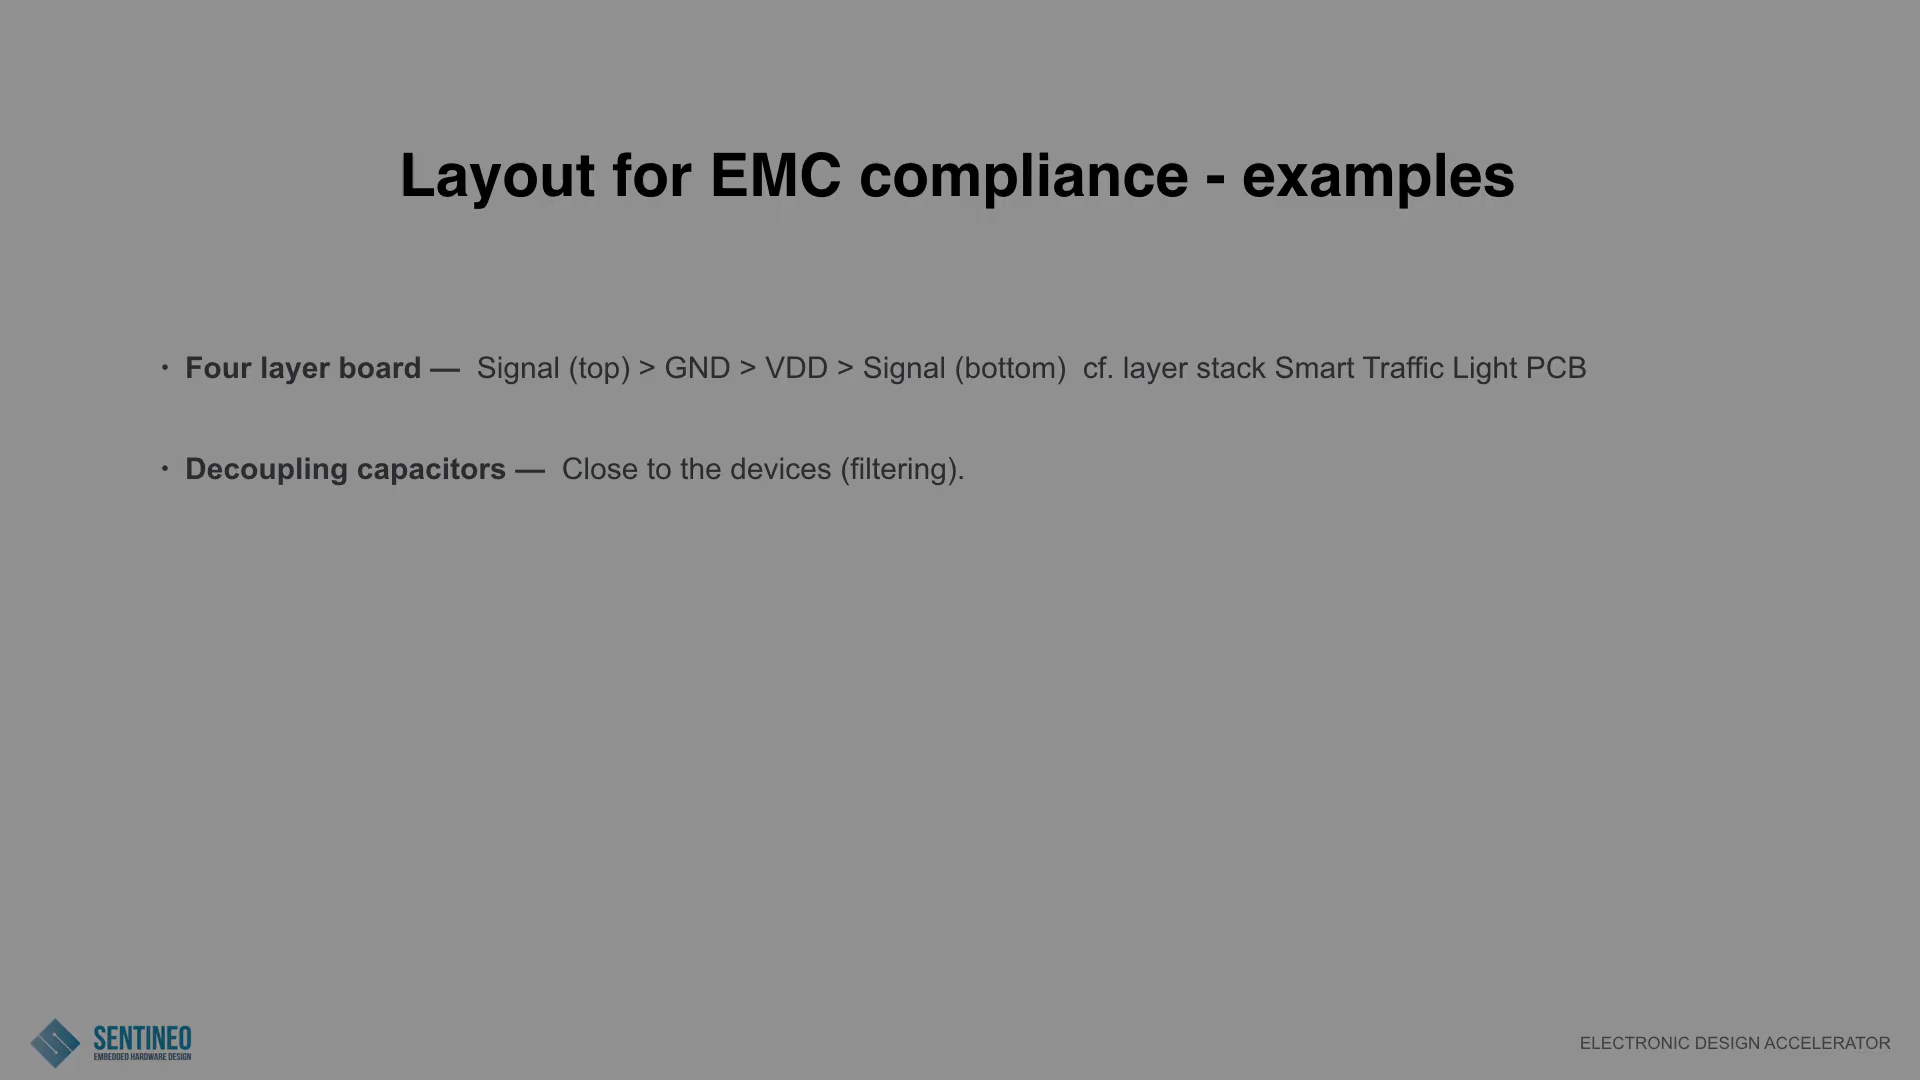 Layout for EMC compliance - examples
· Four layer board — Signal (top) > GND > VDD > Signal (bottom) cf. layer stack Smart Traffic Light PCB
· Decoupling capacitors — Close to the devices (filtering).
SENTINEO
EMBEDDED HARDWARE DESIGN
ELECTRONIC DESIGN ACCELERATOR